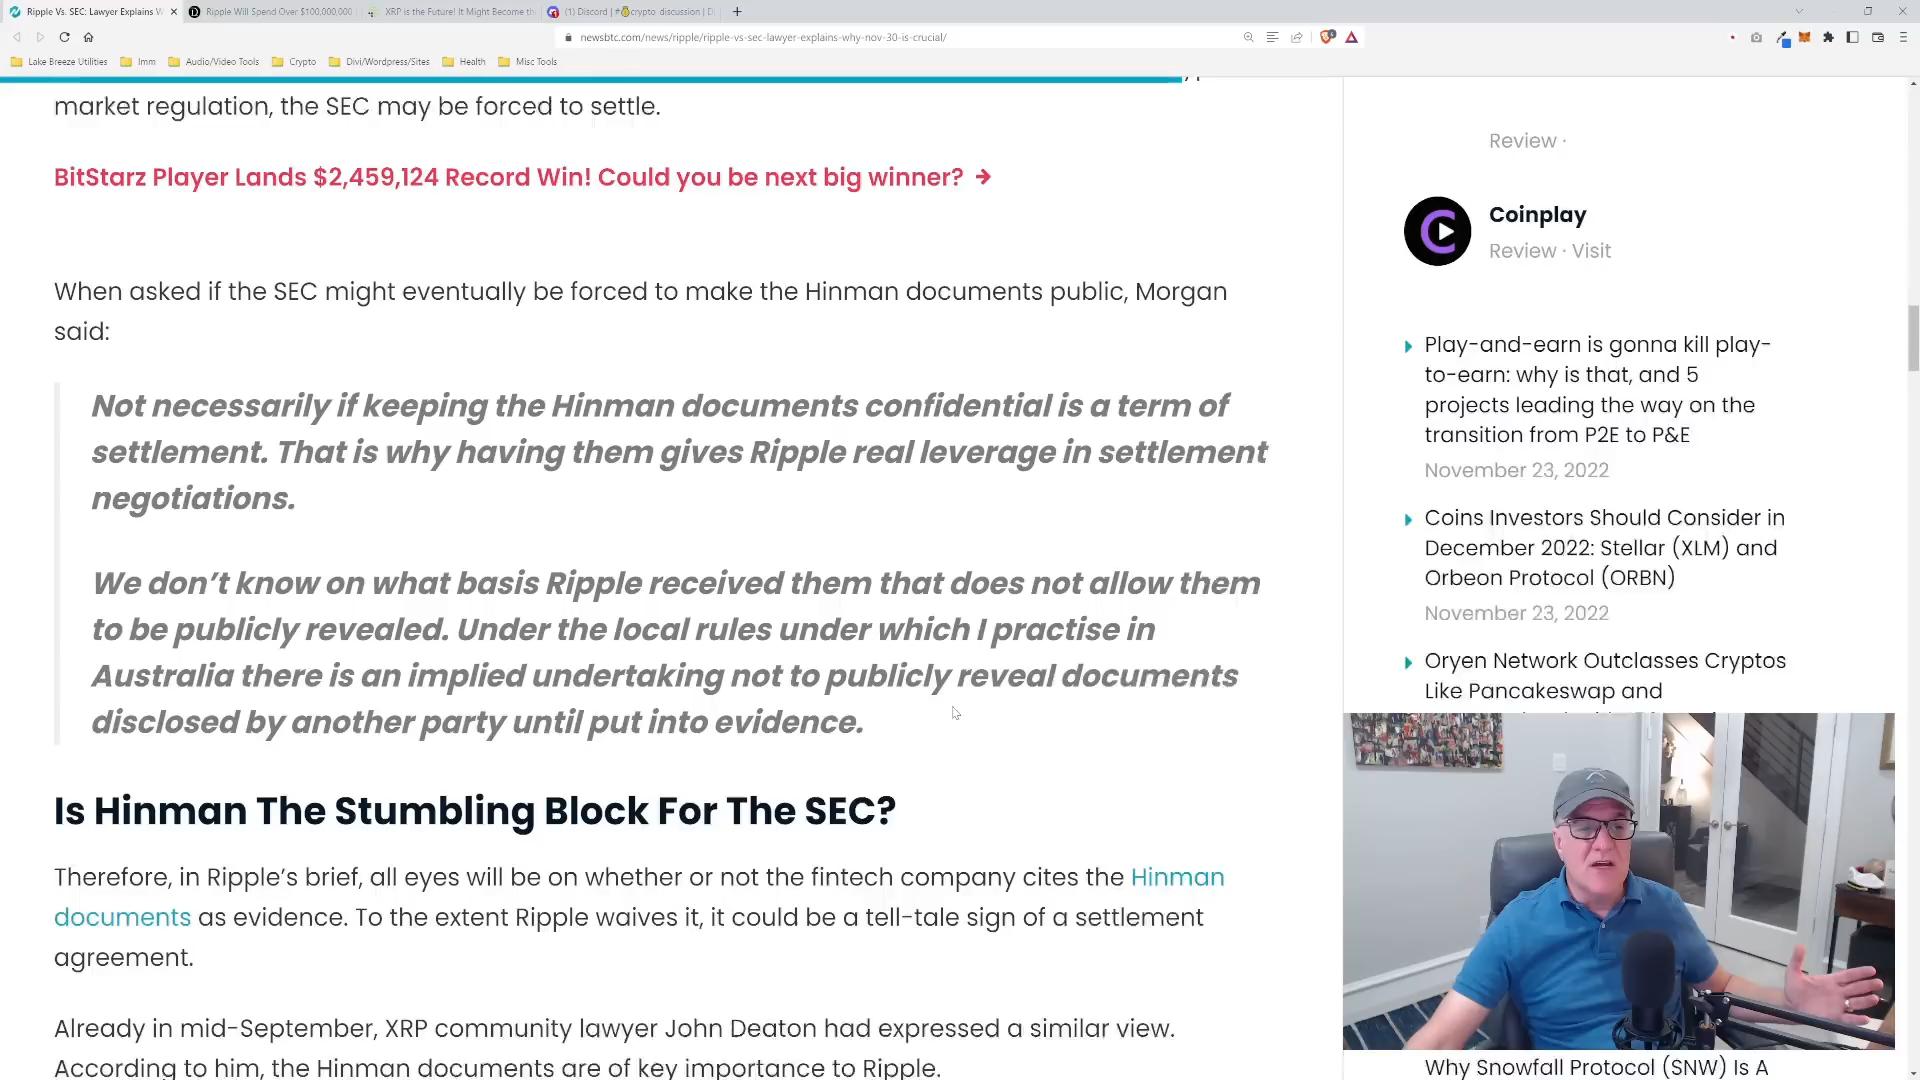 Ripple Vs. SEC: Lawyer Explains W
Ripple Will Spend Over $100,000,000
XRP is the Future! It Might Become th
(1) Discord | #💰crypto discussion | D
newsbtc.com/news/ripple/ripple-vs-sec-lawyer-explains-why-nov-30-is-crucial/
Lake Breeze Utilities
Imm
Audio/Video Tools
Crypto
Divi/Wordpress/Sites
Health
Misc Tools
market regulation, the SEC may be forced to settle.
BitStarz Player Lands $2,459,124 Record Win! Could you be next big winner? →
When asked if the SEC might eventually be forced to make the Hinman documents public, Morgan
said:
Not necessarily if keeping the Hinman documents confidential is a term of
settlement. That is why having them gives Ripple real leverage in settlement
negotiations.
We don’t know on what basis Ripple received them that does not allow them
to be publicly revealed. Under the local rules under which I practise in
Australia there is an implied undertaking not to publicly reveal documents
disclosed by another party until put into evidence.
Is Hinman The Stumbling Block For The SEC?
Therefore, in Ripple’s brief, all eyes will be on whether or not the fintech company cites the Hinman
documents as evidence. To the extent Ripple waives it, it could be a tell-tale sign of a settlement
agreement.
Already in mid-September, XRP community lawyer John Deaton had expressed a similar view.
According to him, the Hinman documents are of key importance to Ripple.
Review ·
Coinplay
Review · Visit
Play-and-earn is gonna kill play-
to-earn: why is that, and 5
projects leading the way on the
transition from P2E to P&E
November 23, 2022
Coins Investors Should Consider in
December 2022: Stellar (XLM) and
Orbeon Protocol (ORBN)
November 23, 2022
Oryen Network Outclasses Cryptos
Like Pancakeswap and
Why Snowfall Protocol (SNW) Is A